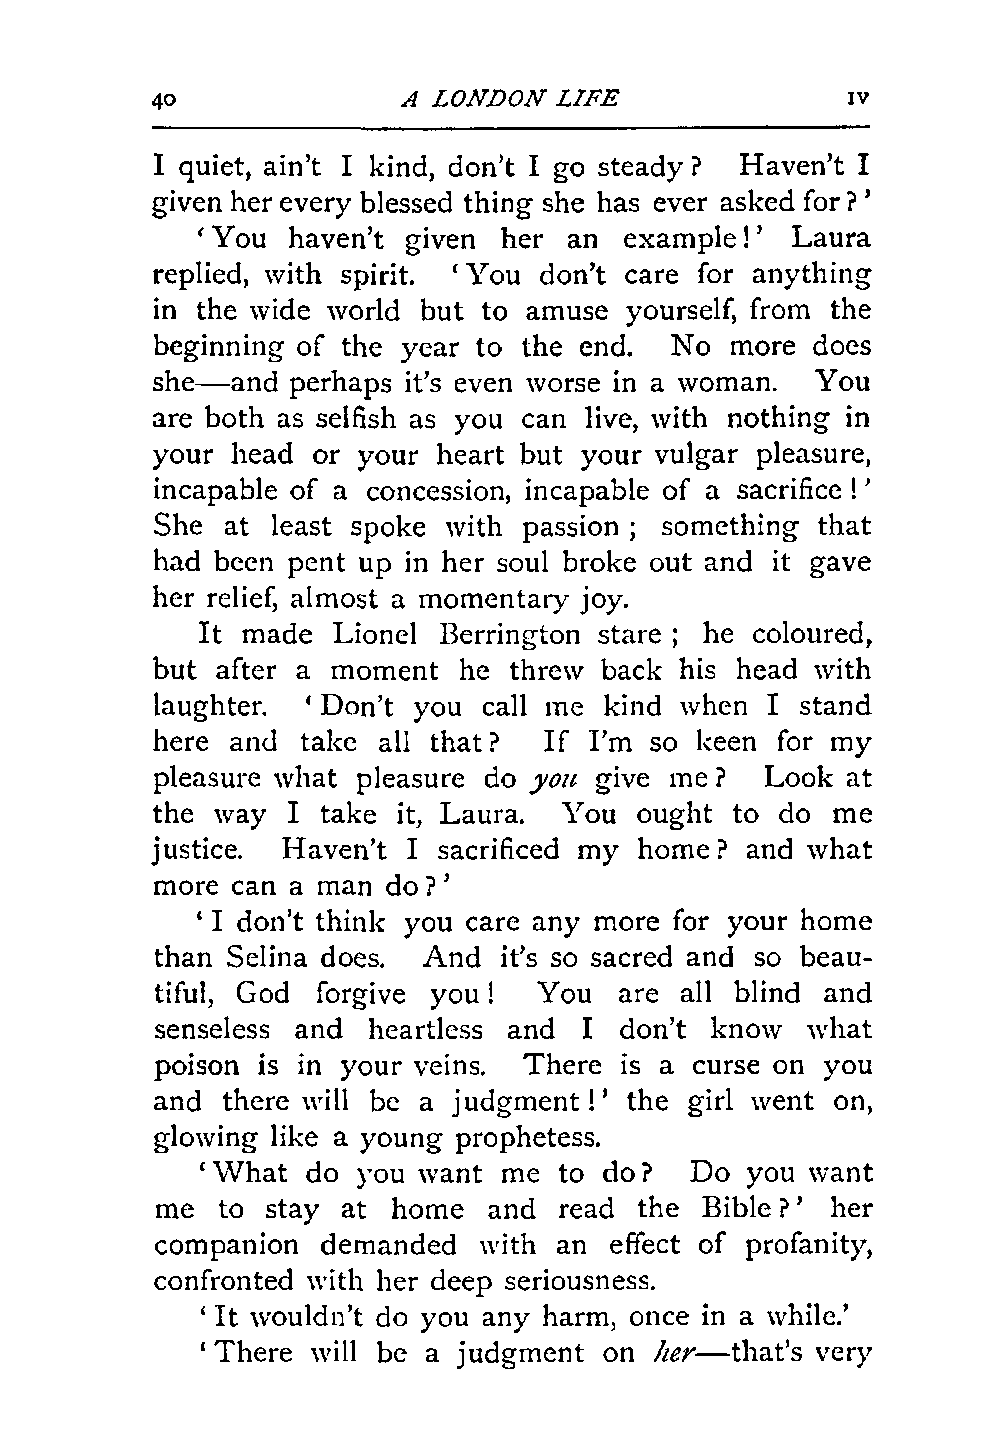 40 A LONDON LIFE IV
I quiet, ain't I kind, don't I go steady? Haven't I
given her every blessed thing she has ever asked for?'
'You haven't given her an example!' Laura
replied, with spirit. 'You don't care for anything
in the wide world but to amuse yourself, from the
beginning of the year to the end. No more does
she—and perhaps it's even worse in a woman. You
are both as selfish as you can live, with nothing in
your head or your heart but your vulgar pleasure,
incapable of a concession, incapable of a sacrifice!'
She at least spoke with passion; something that
had been pent up in her soul broke out and it gave
her relief, almost a momentary joy.
It made Lionel Berrington stare; he coloured,
but after a moment he threw back his head with
laughter. 'Don't you call me kind when I stand
here and take all that? If I'm so keen for my
pleasure what pleasure do you give me? Look at
the way I take it, Laura. You ought to do me
justice. Haven't I sacrificed my home? and what
more can a man do?'
'I don't think you care any more for your home
than Selina does. And it's so sacred and so beau-
tiful, God forgive you! You are all blind and
senseless and heartless and I don't know what
poison is in your veins. There is a curse on you
and there will be a judgment!' the girl went on,
glowing like a young prophetess.
'What do you want me to do? Do you want
me to stay at home and read the Bible?' her
companion demanded with an effect of profanity,
confronted with her deep seriousness.
'It wouldn't do you any harm, once in a while.'
'There will be a judgment on her—that's very